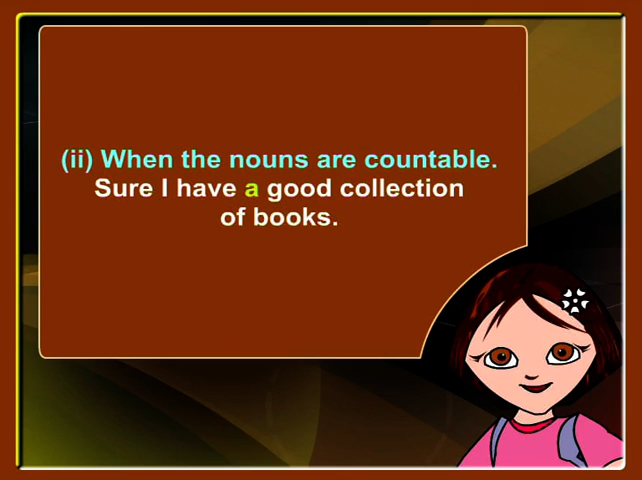 (ii) When the nouns are countable.
Sure I have a good collection
of books.